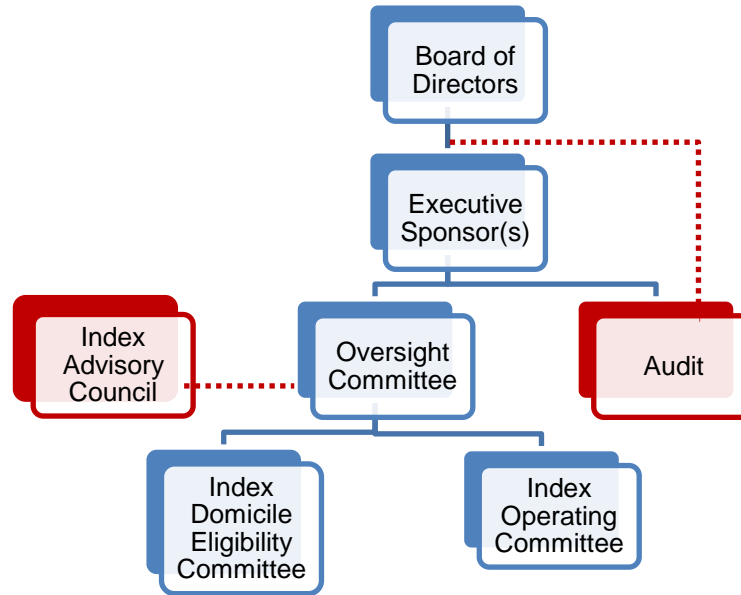 Board of
Directors
Executive
Sponsor(s)
Index
Advisory
Council
Oversight
Committee
Audit
Index
Domicile
Eligibility
Committee
Index
Operating
Committee